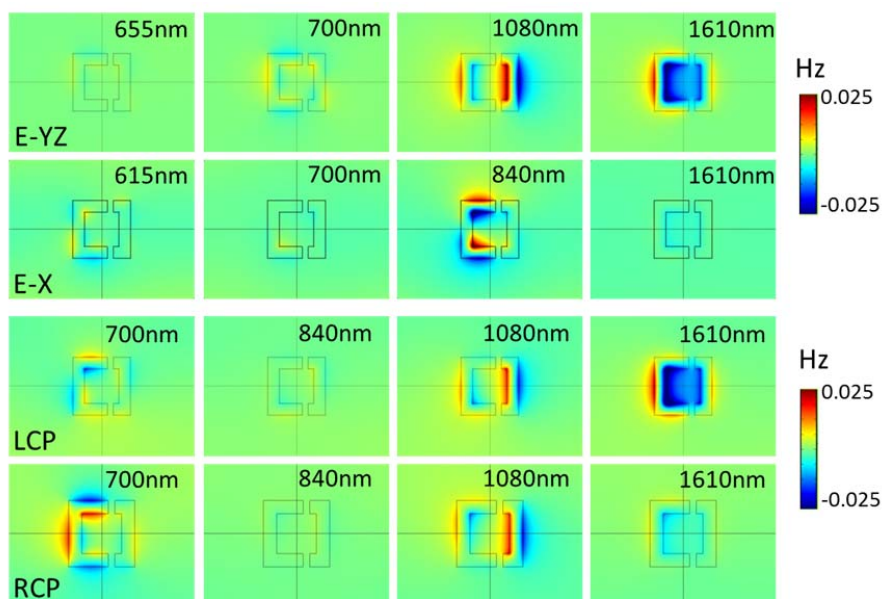 655nm 700nm 1080nm 1610nm
Hz
0.025
-0.025
E-YZ
615nm 700nm 840nm 1610nm
E-X
700nm 840nm 1080nm 1610nm
Hz
0.025
-0.025
LCP
700nm 840nm 1080nm 1610nm
RCP